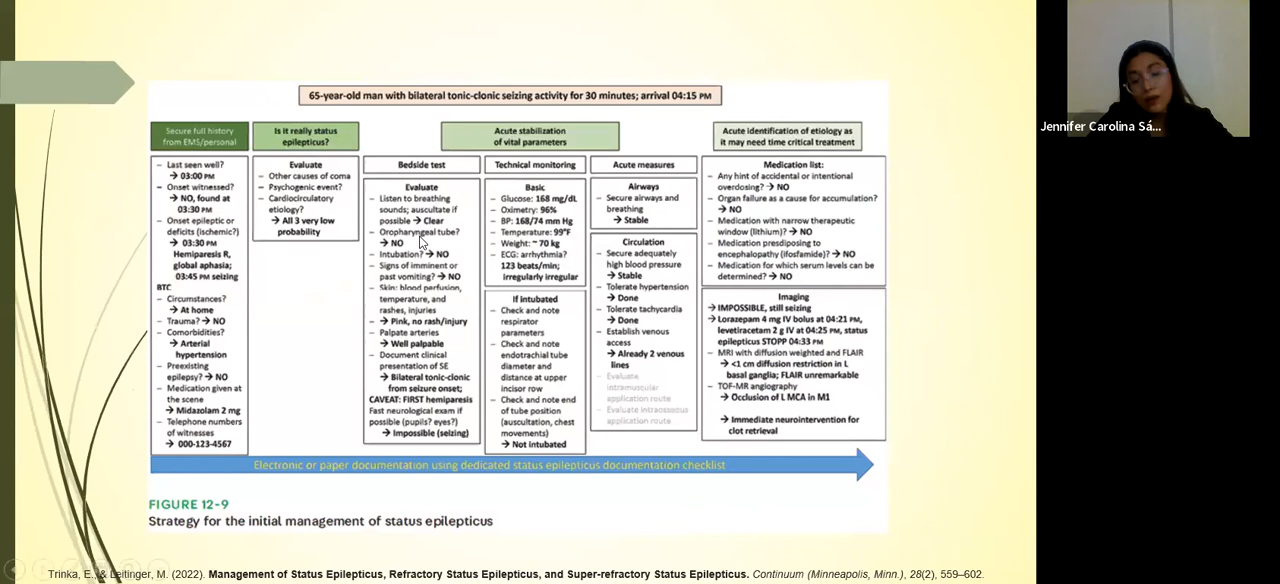 65-year-old man with bilateral tonic-clonic seizing activity for 30 minutes; arrival 04:15 PM
Secure full history
from EMS/personal
Is it really status
epilepticus?
Acute stabilization
of vital parameters
Acute identification of etiology as
it may need time critical treatment
– Last seen well?
→ 03:00 PM
– Onset witnessed?
→ NO, found at
03:30 PM
– Onset epileptic or
deficits (ischemic?)
→ 03:30 PM
Hemiparesis R,
global aphasia;
03:45 PM seizing
BTC
– Circumstances?
→ At home
– Trauma? → NO
– Comorbidities?
→ Arterial
hypertension
– Preexisting
epilepsy? → NO
– Medication given at
the scene
→ Midazolam 2 mg
– Telephone numbers
of witnesses
→ 000-123-4567
Evaluate
– Other causes of coma
– Psychogenic event?
– Cardiocirculatory
etiology?
→ All 3 very low
probability
Bedside test
Evaluate
– Listen to breathing
sounds; auscultate if
possible → Clear
– Oropharyngeal tube?
→ NO
– Intubation? → NO
– Signs of imminent or
past vomiting? → NO
– Skin: blood perfusion,
temperature, and
rashes, injuries
– → Pink, no rash/injury
– Palpate arteries
→ Well palpable
– Document clinical
presentation of SE
→ Bilateral tonic-clonic
from seizure onset;
CAVEAT: FIRST hemiparesis
Fast neurological exam if
possible (pupils? eyes?)
→ Impossible (seizing)
Technical monitoring
Basic
– Glucose: 168 mg/dL
– Oximetry: 96%
– BP: 168/74 mm Hg
– Temperature: 99°F
– Weight: ~ 70 kg
– ECG: arrhythmia?
123 beats/min;
irregularly irregular
If intubated
– Check and note
respirator
parameters
– Check and note
endotrachial tube
diameter and
distance at upper
incisor row
– Check and note end
of tube position
(auscultation, chest
movements)
→ Not intubated
Acute measures
Airways
– Secure airways and
breathing
→ Stable
Circulation
– Secure adequately
high blood pressure
→ Stable
– Tolerate hypertension
→ Done
– Tolerate tachycardia
→ Done
– Establish venous
access
→ Already 2 venous
lines
– Evaluate
intramuscular
application route
– Evaluate intraosseous
application route
Medication list:
– Any hint of accidental or intentional
overdosing? → NO
– Organ failure as a cause for accumulation?
→ NO
– Medication with narrow therapeutic
window (lithium)? → NO
– Medication presdiposing to
encephalopathy (ifosfamide)? → NO
– Medication for which serum levels can be
determined? → NO
Imaging
→ IMPOSSIBLE, still seizing
→ Lorazepam 4 mg IV bolus at 04:21 PM,
levetiracetam 2 g IV at 04:25 PM, status
epilepticus STOPP 04:33 PM
– MRI with diffusion weighted and FLAIR
→ <1 cm diffusion restriction in L
basal ganglia; FLAIR unremarkable
– TOF-MR angiography
→ Occlusion of L MCA in M1
→ Immediate neurointervention for
clot retrieval
Electronic or paper documentation using dedicated status epilepticus documentation checklist
FIGURE 12-9
Strategy for the initial management of status epilepticus
Trinka, E., & Leitinger, M. (2022). Management of Status Epilepticus, Refractory Status Epilepticus, and Super-refractory Status Epilepticus. Continuum (Minneapolis, Minn.), 28(2), 559–602.
Jennifer Carolina Sá...